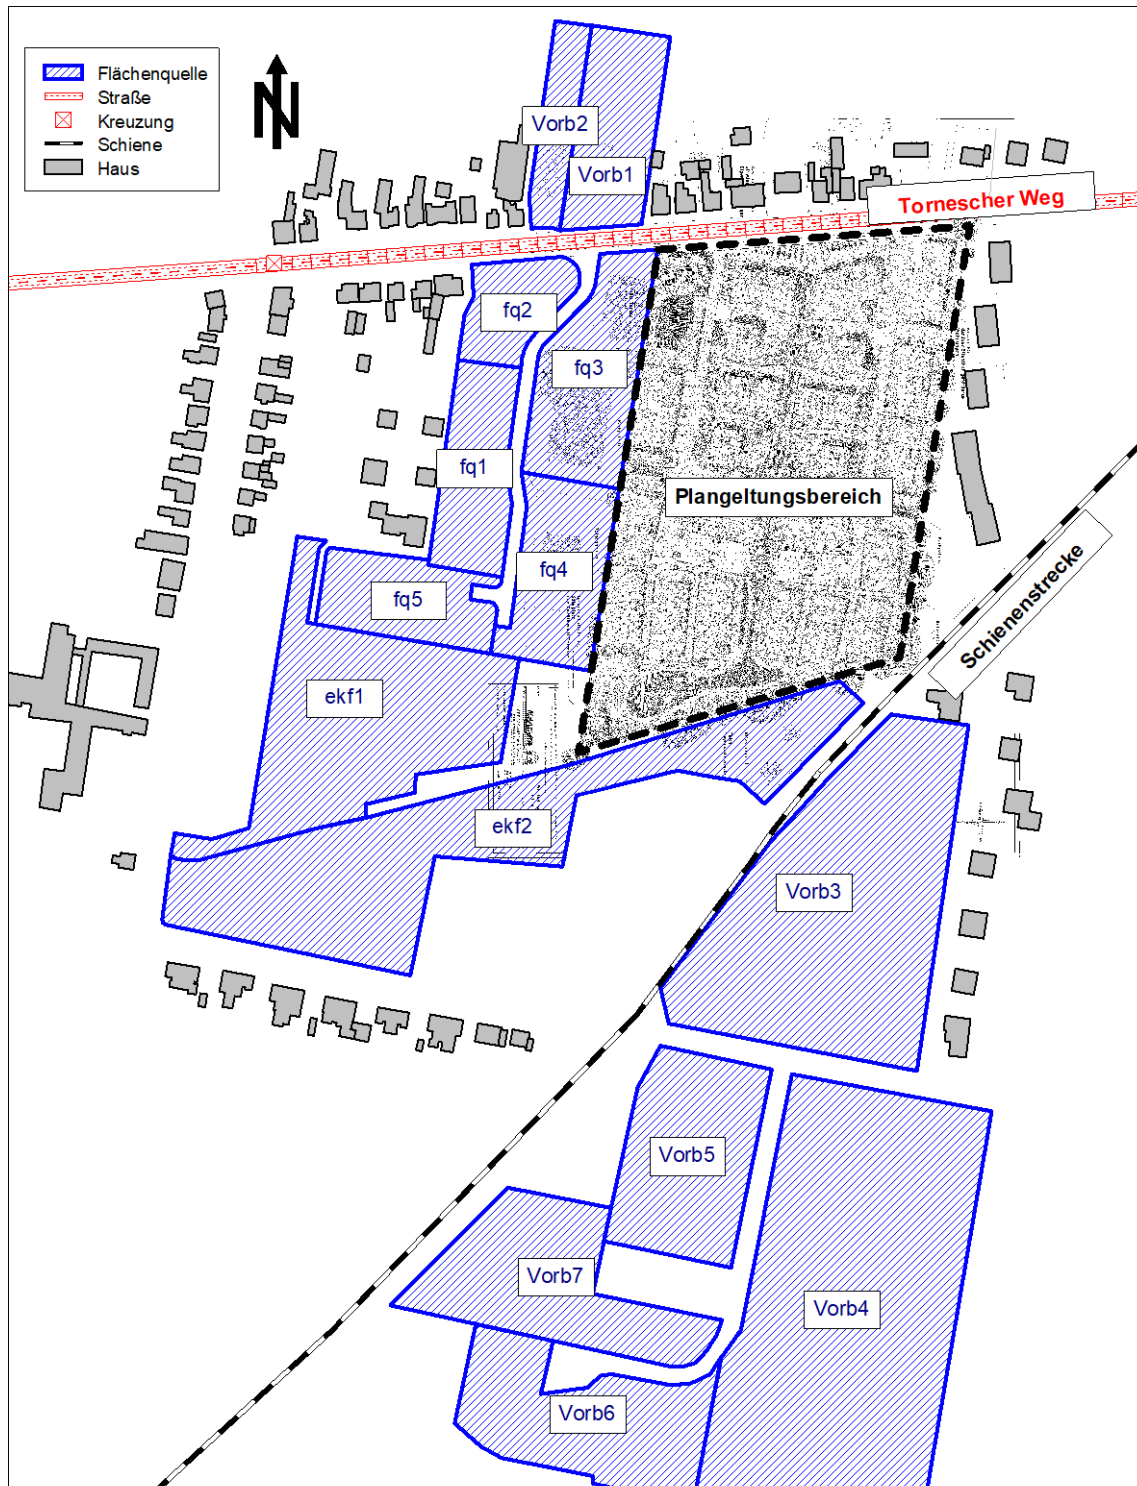 Flächenquelle
Straße
Kreuzung
Schiene
Haus
N
Vorb2
Vorb1
Tornescher Weg
fq2
fq3
fq1
Plangeltungsbereich
fq4
fq5
Schienenstrecke
ekf1
ekf2
Vorb3
Vorb5
Vorb7
Vorb4
Vorb6